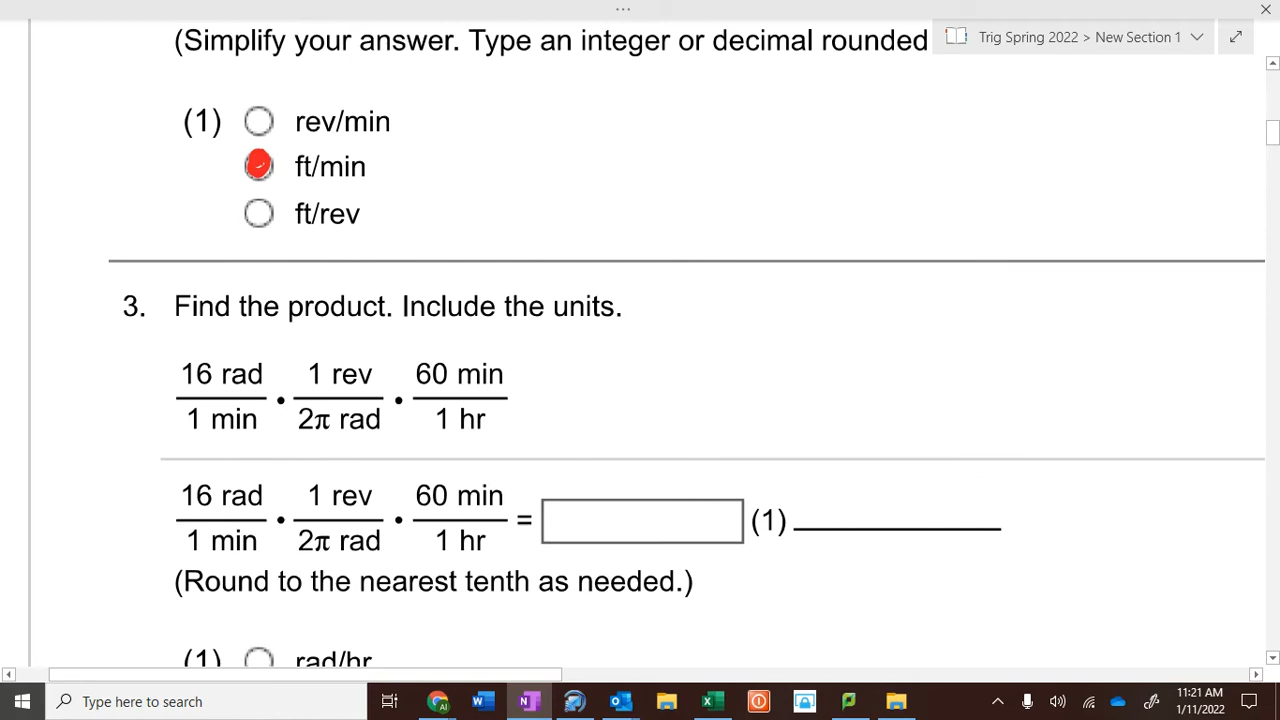 ...
(Simplify your answer. Type an integer or decimal rounded
Trig Spring 2022 > New Section 1
(1) rev/min
ft/min
ft/rev
3. Find the product. Include the units.
16 rad / 1 min • 1 rev / 2π rad • 60 min / 1 hr
16 rad / 1 min • 1 rev / 2π rad • 60 min / 1 hr = (1)
(Round to the nearest tenth as needed.)
(1) rad/hr
Type here to search
11:21 AM
1/11/2022